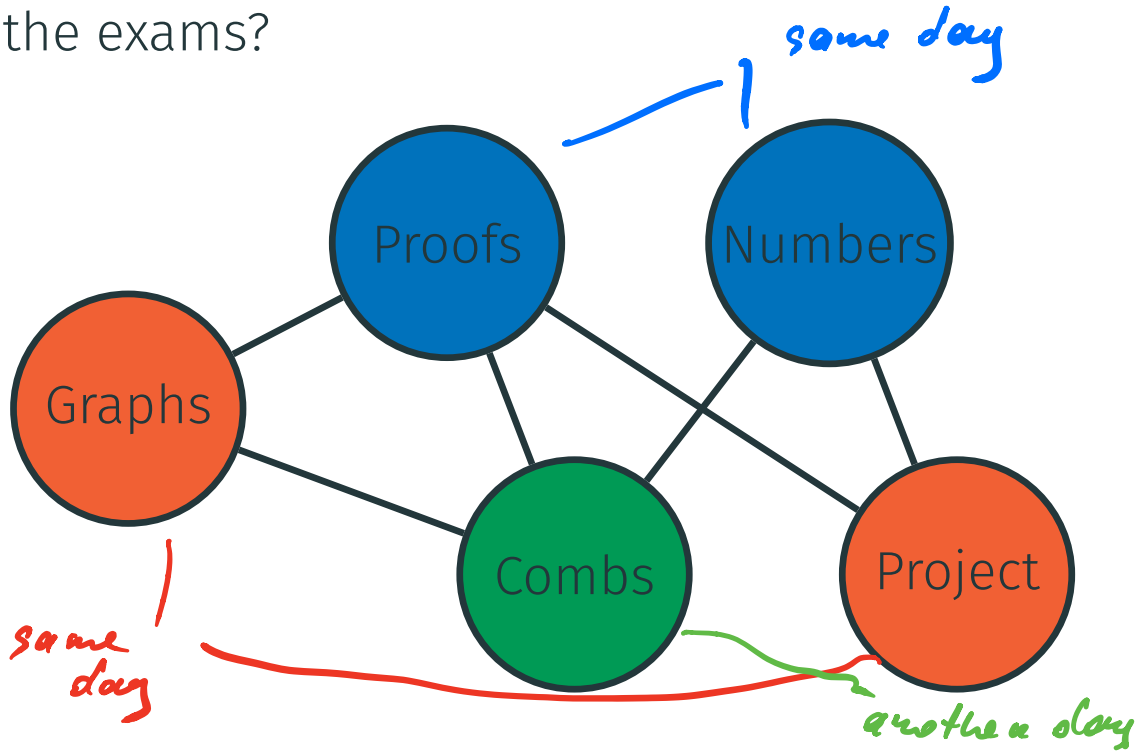 the exams?
same day
Proofs
Numbers
Graphs
Combs
Project
same
day
another day